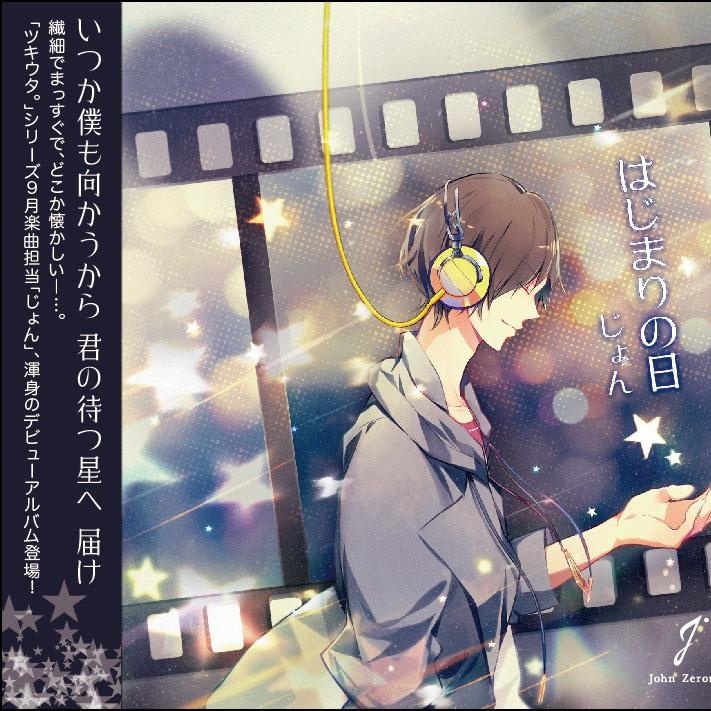 いつか僕も向かうから 君の待つ星へ 届け
繊細でまっすぐで、どこか懐かしい―…。
「ツキウタ。」シリーズ9月楽曲担当「じょん」、渾身のデビューアルバム登場！
はじまりの日
じょん
J
John Zero